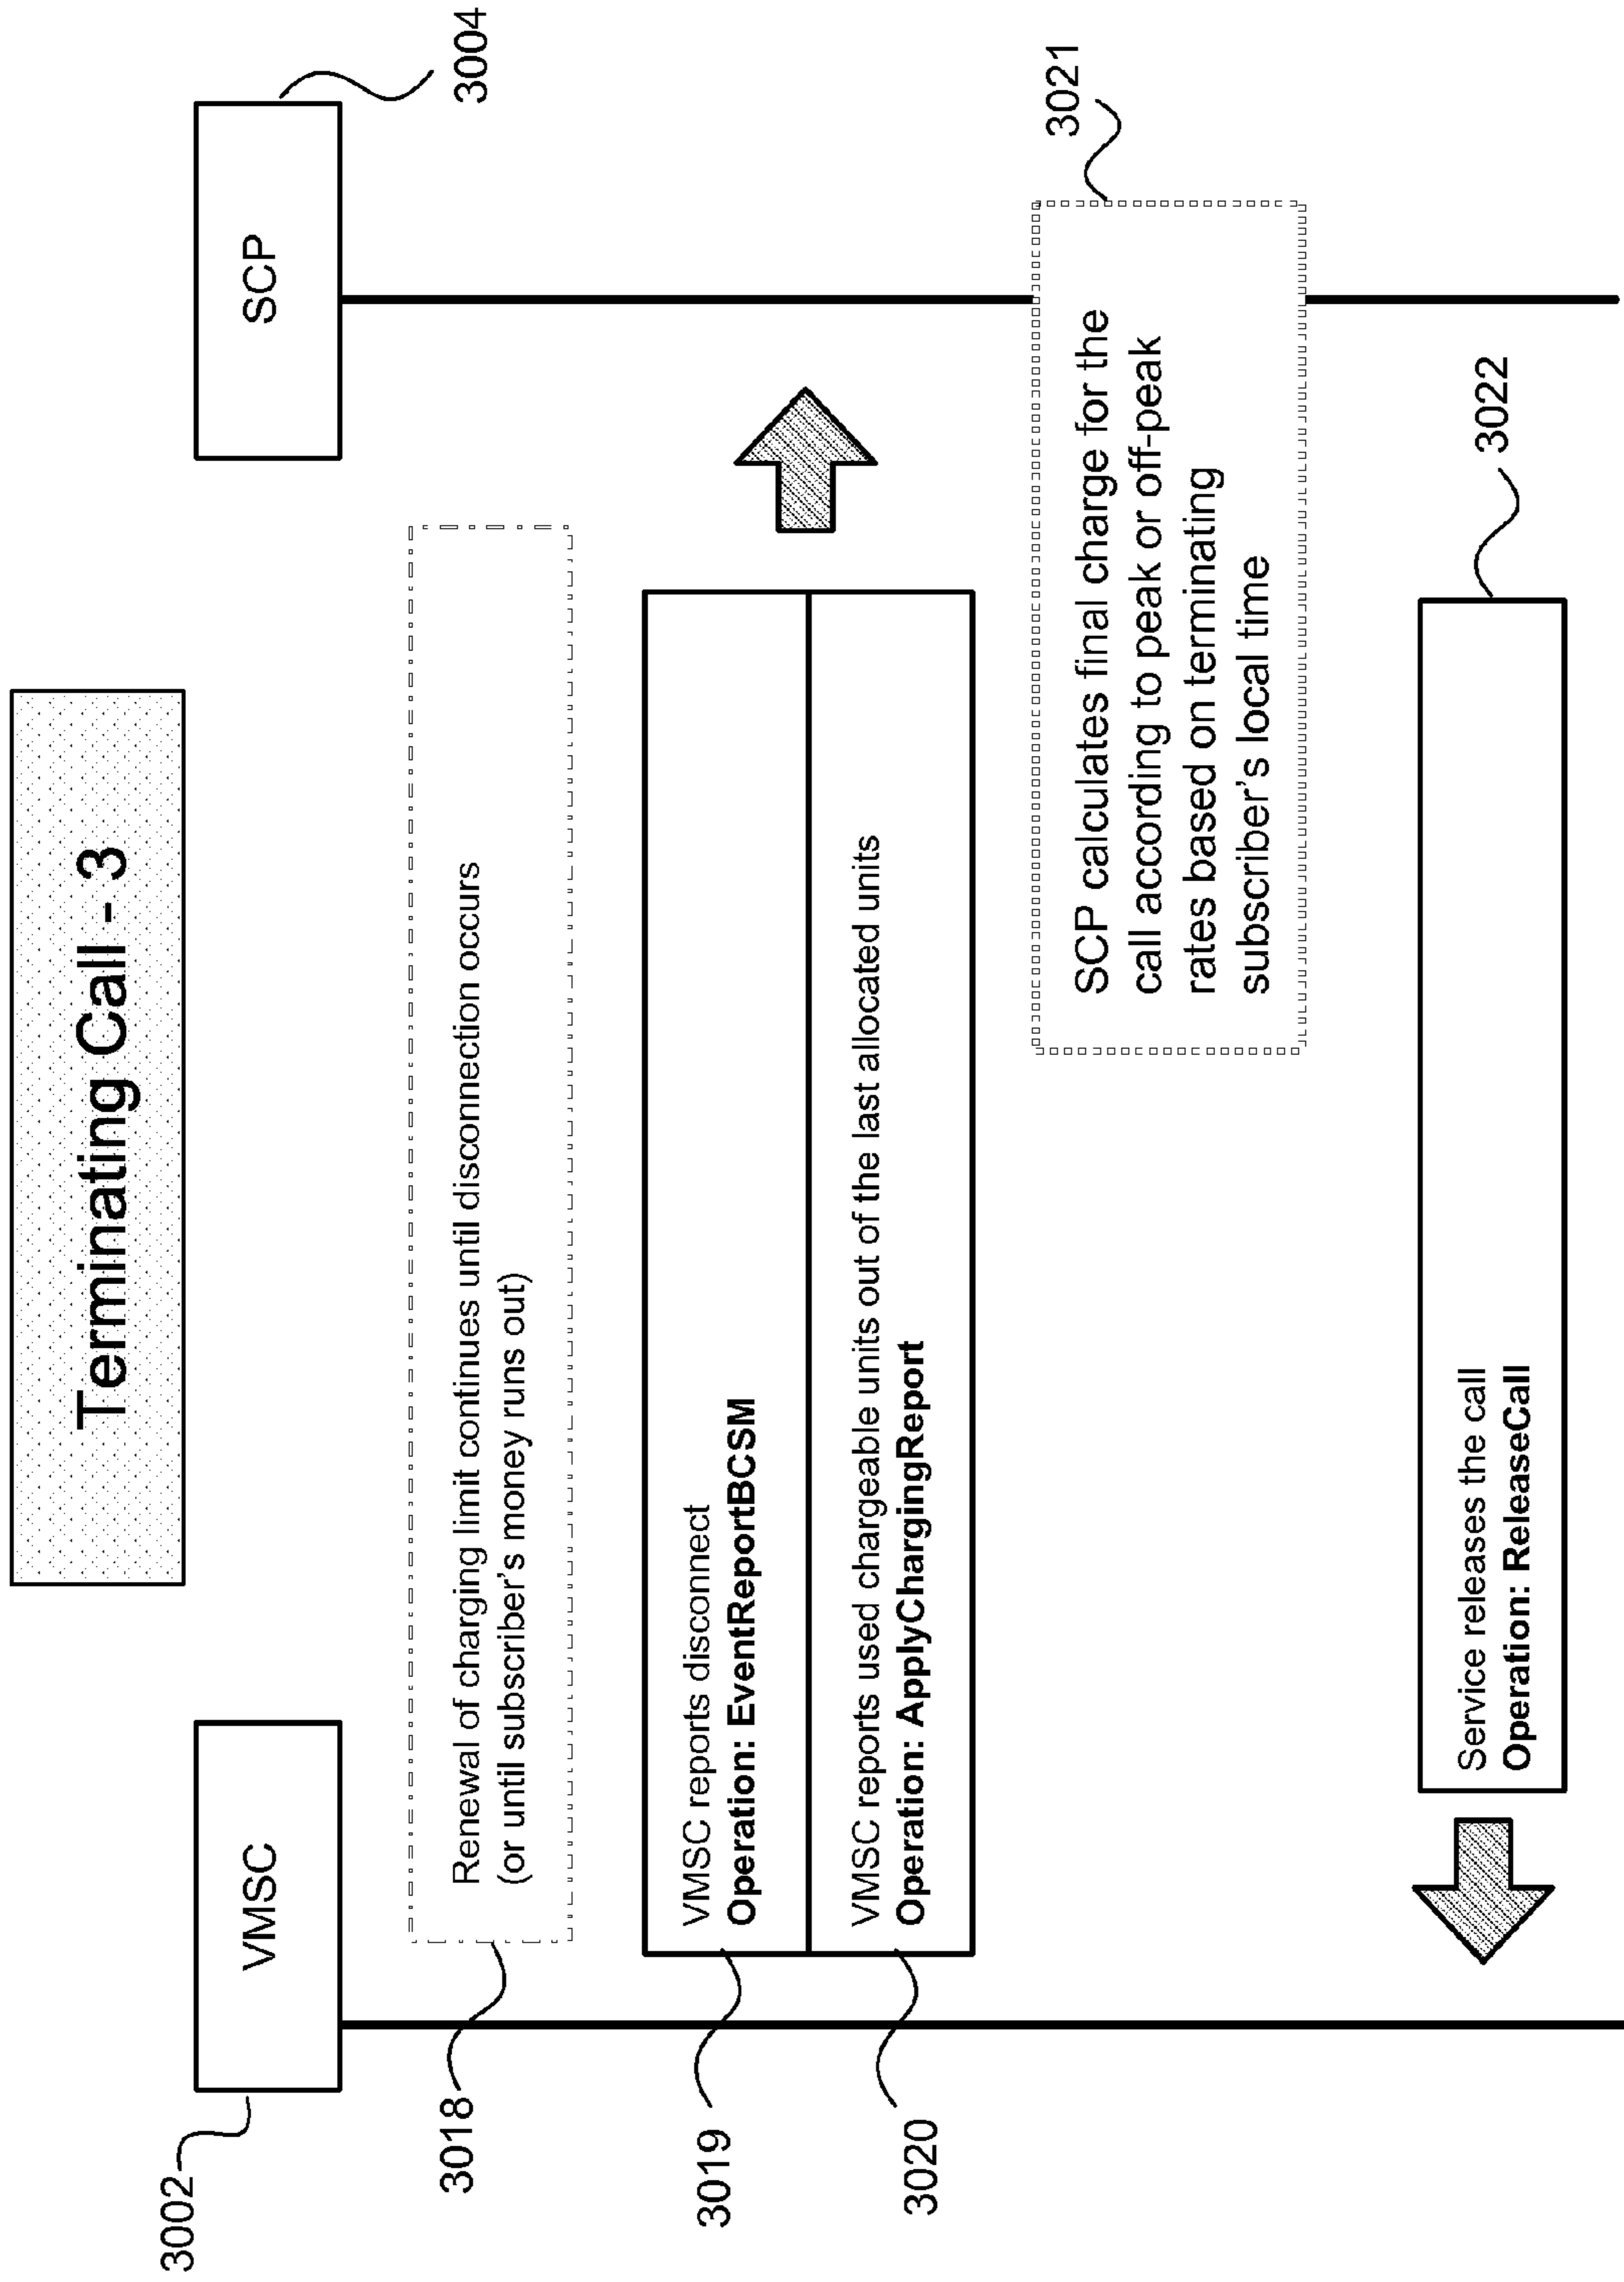 Terminating Call - 3
3002
VMSC
SCP
3004
3018
Renewal of charging limit continues until disconnection occurs
(or until subscriber's money runs out)
3019
VMSC reports disconnect
Operation: EventReportBCSM
3020
VMSC reports used chargeable units out of the last allocated units
Operation: ApplyChargingReport
3021
SCP calculates final charge for the
call according to peak or off-peak
rates based on terminating
subscriber's local time
3022
Service releases the call
Operation: ReleaseCall